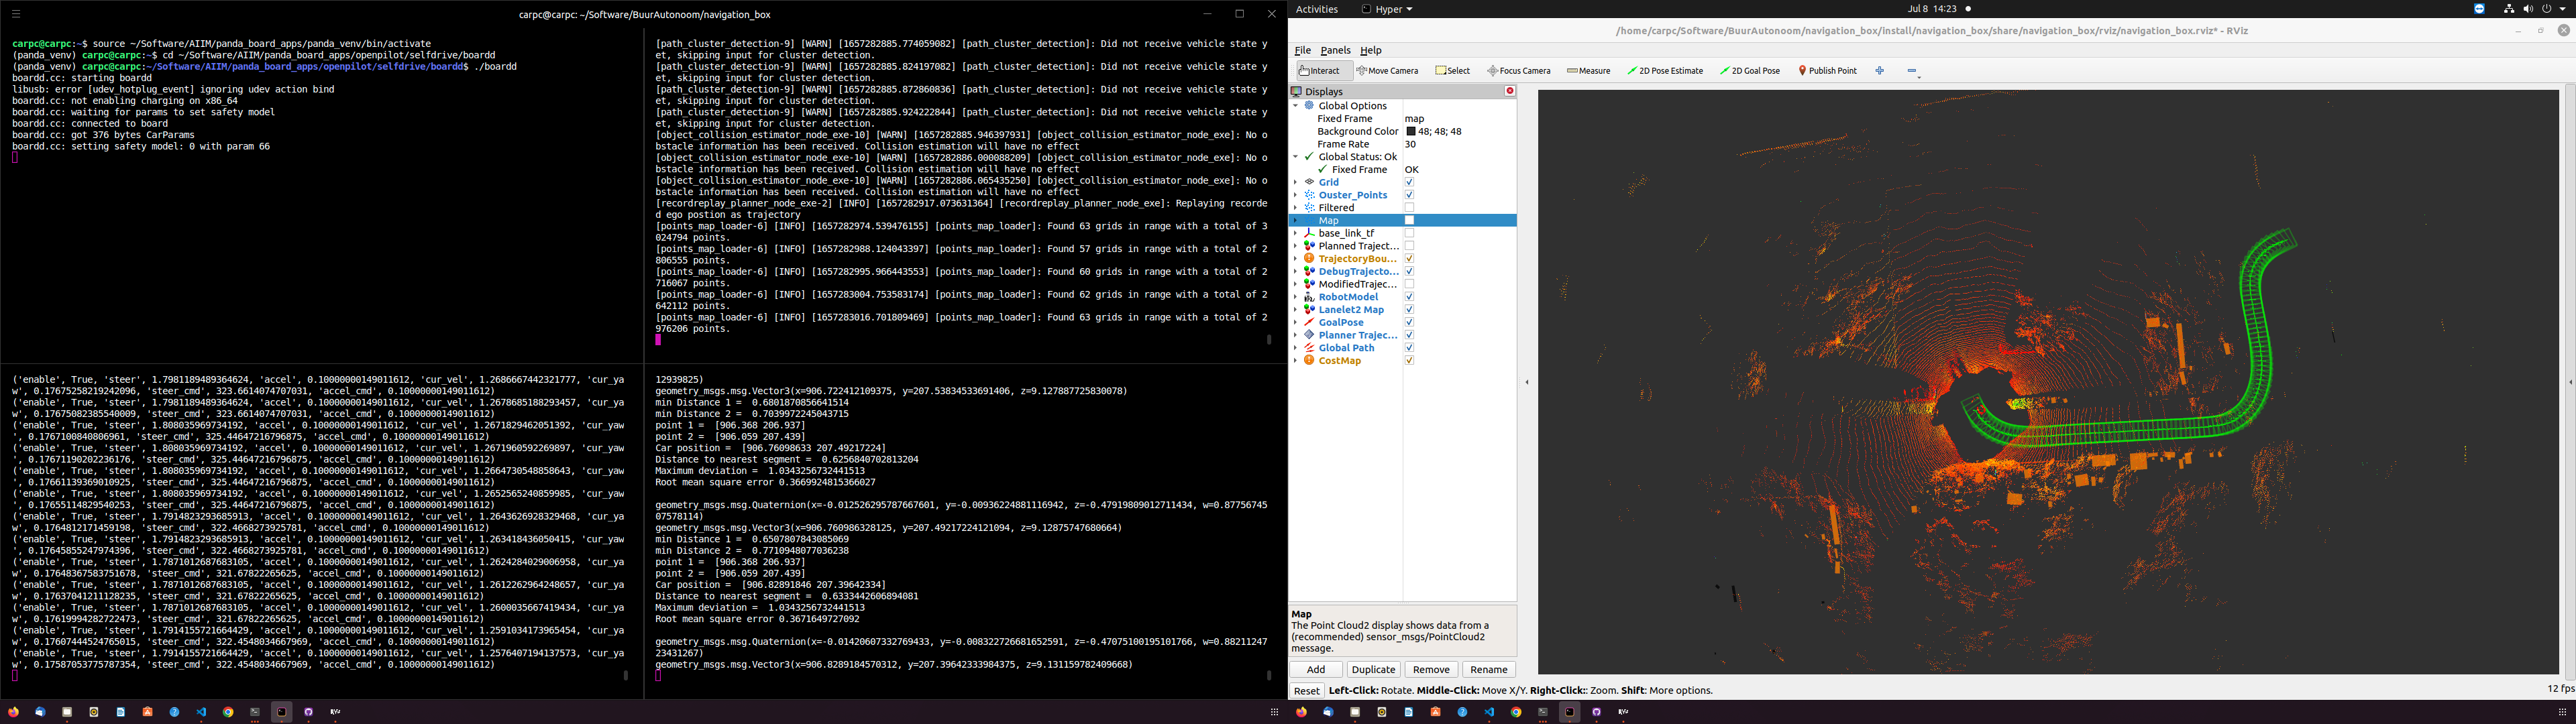 carpc@carpc: ~/Software/BuurAutonoom/navigation_box
carpc@carpc:~$ source ~/Software/AIIM/panda_board_apps/panda_venv/bin/activate
(panda_venv) carpc@carpc:~$ cd ~/Software/AIIM/panda_board_apps/openpilot/selfdrive/boardd
(panda_venv) carpc@carpc:~/Software/AIIM/panda_board_apps/openpilot/selfdrive/boardd$ ./boardd
boardd.cc: starting boardd
libusb: error [udev_hotplug_event] ignoring udev action bind
boardd.cc: not enabling charging on x86_64
boardd.cc: waiting for params to set safety model
boardd.cc: connected to board
boardd.cc: got 376 bytes CarParams
boardd.cc: setting safety model: 0 with param 66
[path_cluster_detection-9] [WARN] [1657282885.774059082] [path_cluster_detection]: Did not receive vehicle state y
et, skipping input for cluster detection.
[path_cluster_detection-9] [WARN] [1657282885.824197082] [path_cluster_detection]: Did not receive vehicle state y
et, skipping input for cluster detection.
[path_cluster_detection-9] [WARN] [1657282885.872860836] [path_cluster_detection]: Did not receive vehicle state y
et, skipping input for cluster detection.
[path_cluster_detection-9] [WARN] [1657282885.924222844] [path_cluster_detection]: Did not receive vehicle state y
et, skipping input for cluster detection.
[object_collision_estimator_node_exe-10] [WARN] [1657282885.946397931] [object_collision_estimator_node_exe]: No o
bstacle information has been received. Collision estimation will have no effect
[object_collision_estimator_node_exe-10] [WARN] [1657282886.000088209] [object_collision_estimator_node_exe]: No o
bstacle information has been received. Collision estimation will have no effect
[object_collision_estimator_node_exe-10] [WARN] [1657282886.065435250] [object_collision_estimator_node_exe]: No o
bstacle information has been received. Collision estimation will have no effect
[recordreplay_planner_node_exe-2] [INFO] [1657282917.073631364] [recordreplay_planner_node_exe]: Replaying recorde
d ego postion as trajectory
[points_map_loader-6] [INFO] [1657282974.539476155] [points_map_loader]: Found 63 grids in range with a total of 3
024794 points.
[points_map_loader-6] [INFO] [1657282988.124043397] [points_map_loader]: Found 57 grids in range with a total of 2
806555 points.
[points_map_loader-6] [INFO] [1657282995.966443553] [points_map_loader]: Found 60 grids in range with a total of 2
716067 points.
[points_map_loader-6] [INFO] [1657283004.753583174] [points_map_loader]: Found 62 grids in range with a total of 2
642112 points.
[points_map_loader-6] [INFO] [1657283016.701809469] [points_map_loader]: Found 63 grids in range with a total of 2
976206 points.
('enable', True, 'steer', 1.7981189489364624, 'accel', 0.10000000149011612, 'cur_vel', 1.2686667442321777, 'cur_ya
w', 0.17675258219242096, 'steer_cmd', 323.6614074707031, 'accel_cmd', 0.10000000149011612)
('enable', True, 'steer', 1.7981189489364624, 'accel', 0.10000000149011612, 'cur_vel', 1.2678685188293457, 'cur_ya
w', 0.17675082385540009, 'steer_cmd', 323.6614074707031, 'accel_cmd', 0.10000000149011612)
('enable', True, 'steer', 1.808035969734192, 'accel', 0.10000000149011612, 'cur_vel', 1.2671829462051392, 'cur_yaw
', 0.1767100840806961, 'steer_cmd', 325.44647216796875, 'accel_cmd', 0.10000000149011612)
('enable', True, 'steer', 1.808035969734192, 'accel', 0.10000000149011612, 'cur_vel', 1.2671960592269897, 'cur_yaw
', 0.17671190202236176, 'steer_cmd', 325.44647216796875, 'accel_cmd', 0.10000000149011612)
('enable', True, 'steer', 1.808035969734192, 'accel', 0.10000000149011612, 'cur_vel', 1.2664730548858643, 'cur_yaw
', 0.17661139369010925, 'steer_cmd', 325.44647216796875, 'accel_cmd', 0.10000000149011612)
('enable', True, 'steer', 1.808035969734192, 'accel', 0.10000000149011612, 'cur_vel', 1.2652565240859985, 'cur_yaw
', 0.17655114829540253, 'steer_cmd', 325.44647216796875, 'accel_cmd', 0.10000000149011612)
('enable', True, 'steer', 1.7914823293685913, 'accel', 0.10000000149011612, 'cur_vel', 1.2643626928329468, 'cur_ya
w', 0.1764812171459198, 'steer_cmd', 322.4668273925781, 'accel_cmd', 0.10000000149011612)
('enable', True, 'steer', 1.7914823293685913, 'accel', 0.10000000149011612, 'cur_vel', 1.263418436050415, 'cur_ya
w', 0.17645855247974396, 'steer_cmd', 322.4668273925781, 'accel_cmd', 0.10000000149011612)
('enable', True, 'steer', 1.7871012687683105, 'accel', 0.10000000149011612, 'cur_vel', 1.2624284029006958, 'cur_ya
w', 0.17648367583751678, 'steer_cmd', 321.67822265625, 'accel_cmd', 0.10000000149011612)
('enable', True, 'steer', 1.7871012687683105, 'accel', 0.10000000149011612, 'cur_vel', 1.2612262964248657, 'cur_ya
w', 0.17637041211128235, 'steer_cmd', 321.67822265625, 'accel_cmd', 0.10000000149011612)
('enable', True, 'steer', 1.7871012687683105, 'accel', 0.10000000149011612, 'cur_vel', 1.2600035667419434, 'cur_ya
w', 0.17619994282722473, 'steer_cmd', 321.67822265625, 'accel_cmd', 0.10000000149011612)
('enable', True, 'steer', 1.7914155721664429, 'accel', 0.10000000149011612, 'cur_vel', 1.2591034173965454, 'cur_ya
w', 0.17607444524765015, 'steer_cmd', 322.4548034667969, 'accel_cmd', 0.10000000149011612)
('enable', True, 'steer', 1.7914155721664429, 'accel', 0.10000000149011612, 'cur_vel', 1.2576407194137573, 'cur_ya
w', 0.17587053775787354, 'steer_cmd', 322.4548034667969, 'accel_cmd', 0.10000000149011612)
12939825)
geometry_msgs.msg.Vector3(x=906.722412109375, y=207.53834533691406, z=9.127887725830078)
min Distance 1 =  0.6801870856641514
min Distance 2 =  0.7039972245043715
point 1 =  [906.368 206.937]
point 2 =  [906.059 207.439]
Car position =  [906.76098633 207.49217224]
Distance to nearest segment =  0.6256840702813204
Maximum deviation =  1.0343256732441513
Root mean square error 0.3669924815366027
geometry_msgs.msg.Quaternion(x=-0.012526295787667601, y=-0.00936224881116942, z=-0.47919809012711434, w=0.87756745
07578114)
geometry_msgs.msg.Vector3(x=906.760986328125, y=207.49217224121094, z=9.12875747680664)
min Distance 1 =  0.6507807843085069
min Distance 2 =  0.7710948077036238
point 1 =  [906.368 206.937]
point 2 =  [906.059 207.439]
Car position =  [906.82891846 207.39642334]
Distance to nearest segment =  0.6333442606894081
Maximum deviation =  1.0343256732441513
Root mean square error 0.3671649727092
geometry_msgs.msg.Quaternion(x=-0.01420607332769433, y=-0.008322726681652591, z=-0.47075100195101766, w=0.88211247
23431267)
geometry_msgs.msg.Vector3(x=906.8289184570312, y=207.39642333984375, z=9.131159782409668)
Activities
Hyper
Jul 8 14:23
/home/carpc/Software/BuurAutonoom/navigation_box/install/navigation_box/share/navigation_box/rviz/navigation_box.rviz* - RViz
File Panels Help
Interact Move Camera Select Focus Camera Measure 2D Pose Estimate 2D Goal Pose Publish Point
Displays
Global Options
Fixed Frame map
Background Color 48; 48; 48
Frame Rate 30
Global Status: Ok
Fixed Frame OK
Grid
Ouster_Points
Filtered
Map
base_link_tf
Planned Traject...
TrajectoryBou...
DebugTrajecto...
ModifiedTrajec...
RobotModel
Lanelet2 Map
GoalPose
Planner Trajec...
Global Path
CostMap
Map
The Point Cloud2 display shows data from a
(recommended) sensor_msgs/PointCloud2
message.
Add Duplicate Remove Rename
Reset Left-Click: Rotate. Middle-Click: Move X/Y. Right-Click:: Zoom. Shift: More options.
12 fps